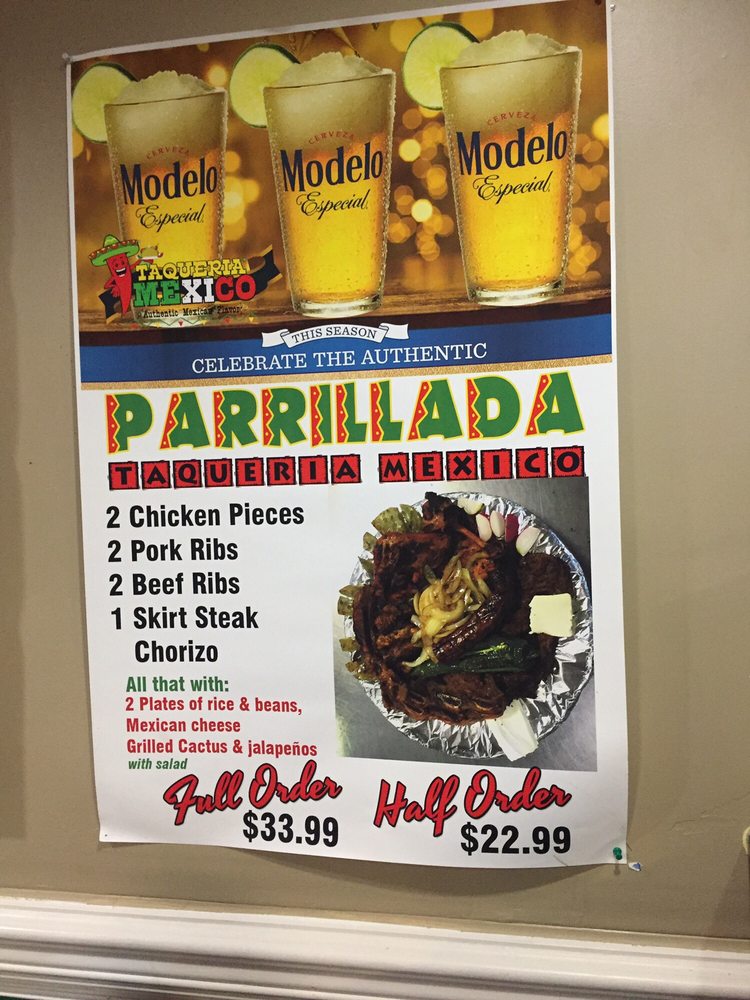 CERVEZA
Modelo
Especial
CERVEZA
Modelo
Especial
CERVEZA
Modelo
Especial
TAQUERIA
MEXICO
Authentic Mexican Flavor
THIS SEASON
CELEBRATE THE AUTHENTIC
PARRILLADA
TAQUERIA MEXICO
2 Chicken Pieces
2 Pork Ribs
2 Beef Ribs
1 Skirt Steak
Chorizo
All that with:
2 Plates of rice & beans,
Mexican cheese
Grilled Cactus & jalapeños
with salad
Full Order
$33.99
Half Order
$22.99